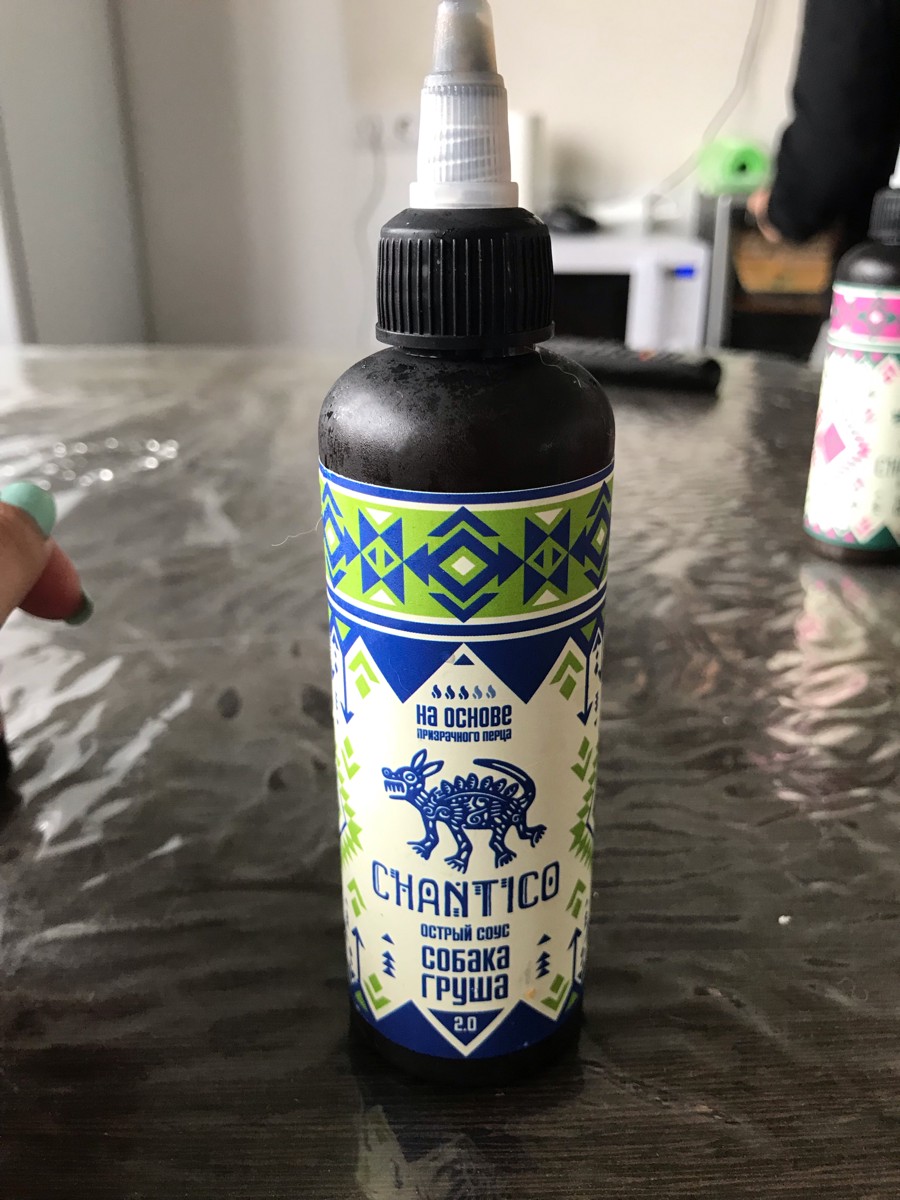 НА ОСНОВЕ
ПРИЗРАЧНОГО ПЕРЦА
CHANTICO
ОСТРЫЙ СОУС
СОБАКА
ГРУША
2.0